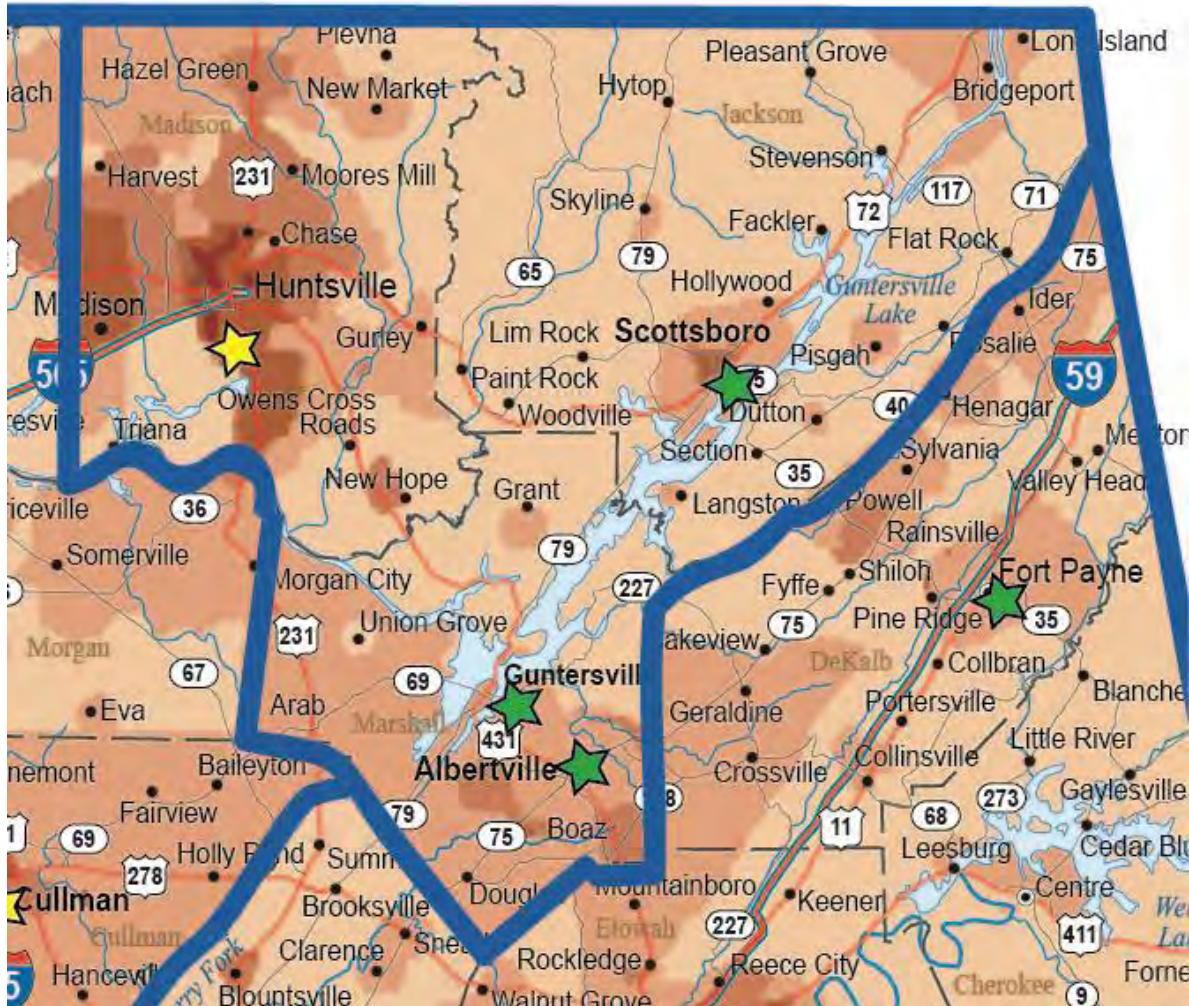 Plevna
Long Island
Pleasant Grove
Hazel Green
Hytop
Bridgeport
New Market
Jackson
Madison
Stevenson
Harvest
231
Moores Mill
117
71
Skyline
72
Fackler
Chase
79
Flat Rock
75
65
Hollywood
Guntersville
Lake
Huntsville
Madison
Ider
Scottsboro
Lim Rock
Gurley
Pisgah
Rosalie
565
59
Paint Rock
Owens Cross
Roads
Woodville
Dutton
40
Henagar
Triana
Section
35
Sylvania
Valley Head
New Hope
Grant
Langston
Powell
36
Rainsville
Somerville
79
Morgan City
227
Fyffe
Shiloh
Fort Payne
Pine Ridge
35
Union Grove
231
75
Morgan
67
69
DeKalb
Collbran
Guntersvill
Arab
Portersville
Blanche
Eva
Marshall
431
Geraldine
Little River
Baileyton
Albertville
Crossville
Collinsville
Gaylesville
Fairview
79
273
69
75
Boaz
11
68
Holly Pond
Leesburg
278
Cullman
Mountainboro
Centre
Brooksville
Keener
Cullman
Etowah
227
411
Clarence
Rockledge
Reece City
Cherokee
Blountsville
Walnut Grove
9